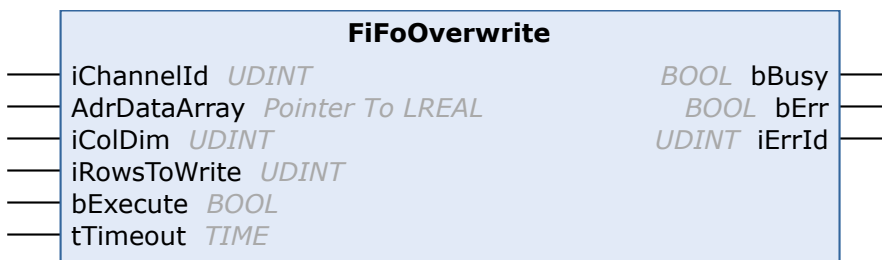 FiFoOverwrite
iChannelId UDINT BOOL bBusy
AdrDataArray Pointer To LREAL BOOL bErr
iColDim UDINT UDINT iErrId
iRowsToWrite UDINT
bExecute BOOL
tTimeout TIME